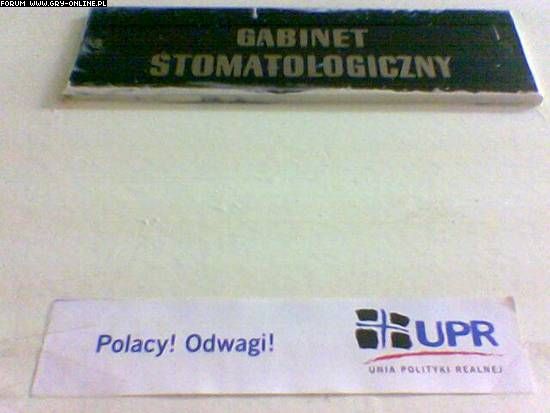 FORUM WWW.GRY-ONLINE.PL
GABINET
STOMATOLOGICZNY
Polacy! Odwagi!
UPR
UNIA POLITYKI REALNEJ